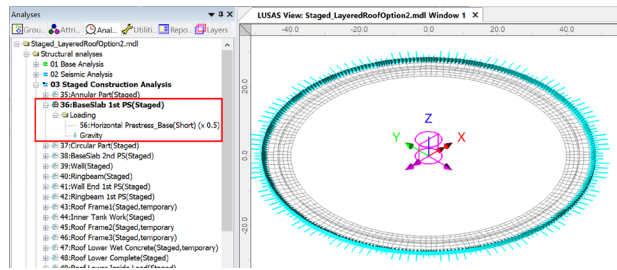 Analyses
Grou...
Attri...
Anal...
Utiliti...
Repo...
Layers
Staged_LayeredRoofOption2.mdl
Structural analyses
01 Base Analysis
02 Seismic Analysis
03 Staged Construction Analysis
35:Annular Part(Staged)
36:BaseSlab 1st PS(Staged)
Loading
56:Horizontal Prestress_Base(Short) (x 0.5)
Gravity
37:Circular Part(Staged)
38:BaseSlab 2nd PS(Staged)
39:Wall(Staged)
40:Ringbeam(Staged)
41:Wall End 1st PS(Staged)
42:Ringbeam 1st PS(Staged)
43:Roof Frame1(Staged,temporary)
44:Inner Tank Work(Staged)
45:Roof Frame2(Staged,temporary)
46:Roof Frame3(Staged,temporary)
47:Roof Lower Wet Concrete(Staged,temporary)
48:Roof Lower Complete(Staged)
49:Roof Lower Inside Load(Staged)
LUSAS View: Staged_LayeredRoofOption2.mdl Window 1 X
-40.0 -20.0 0.0 20.0 40.0
20.0
0.0
-20.0
Z
Y
X